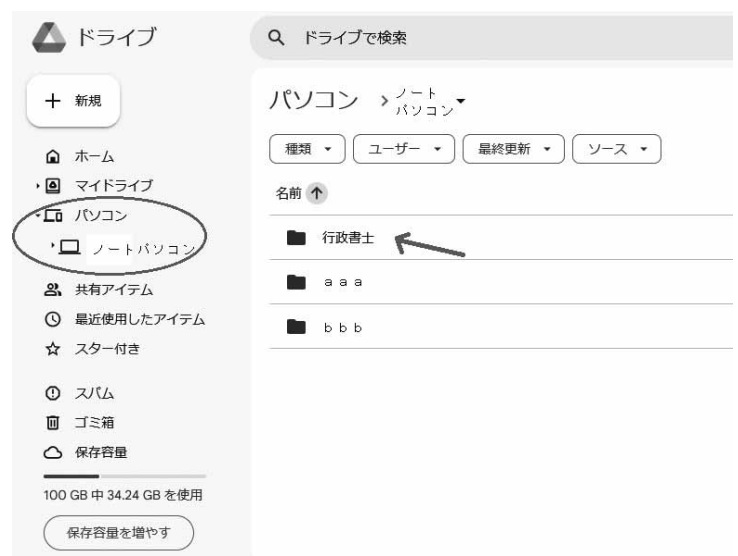 ドライブ
ドライブで検索
新規
ホーム
マイドライブ
パソコン
ノートパソコン
共有アイテム
最近使用したアイテム
スター付き
スパム
ゴミ箱
保存容量
100 GB 中 34.24 GB を使用
保存容量を増やす
パソコン > ノート
パソコン
種類 ユーザー 最終更新 ソース
名前
行政書士
ａａａ
ｂｂｂ